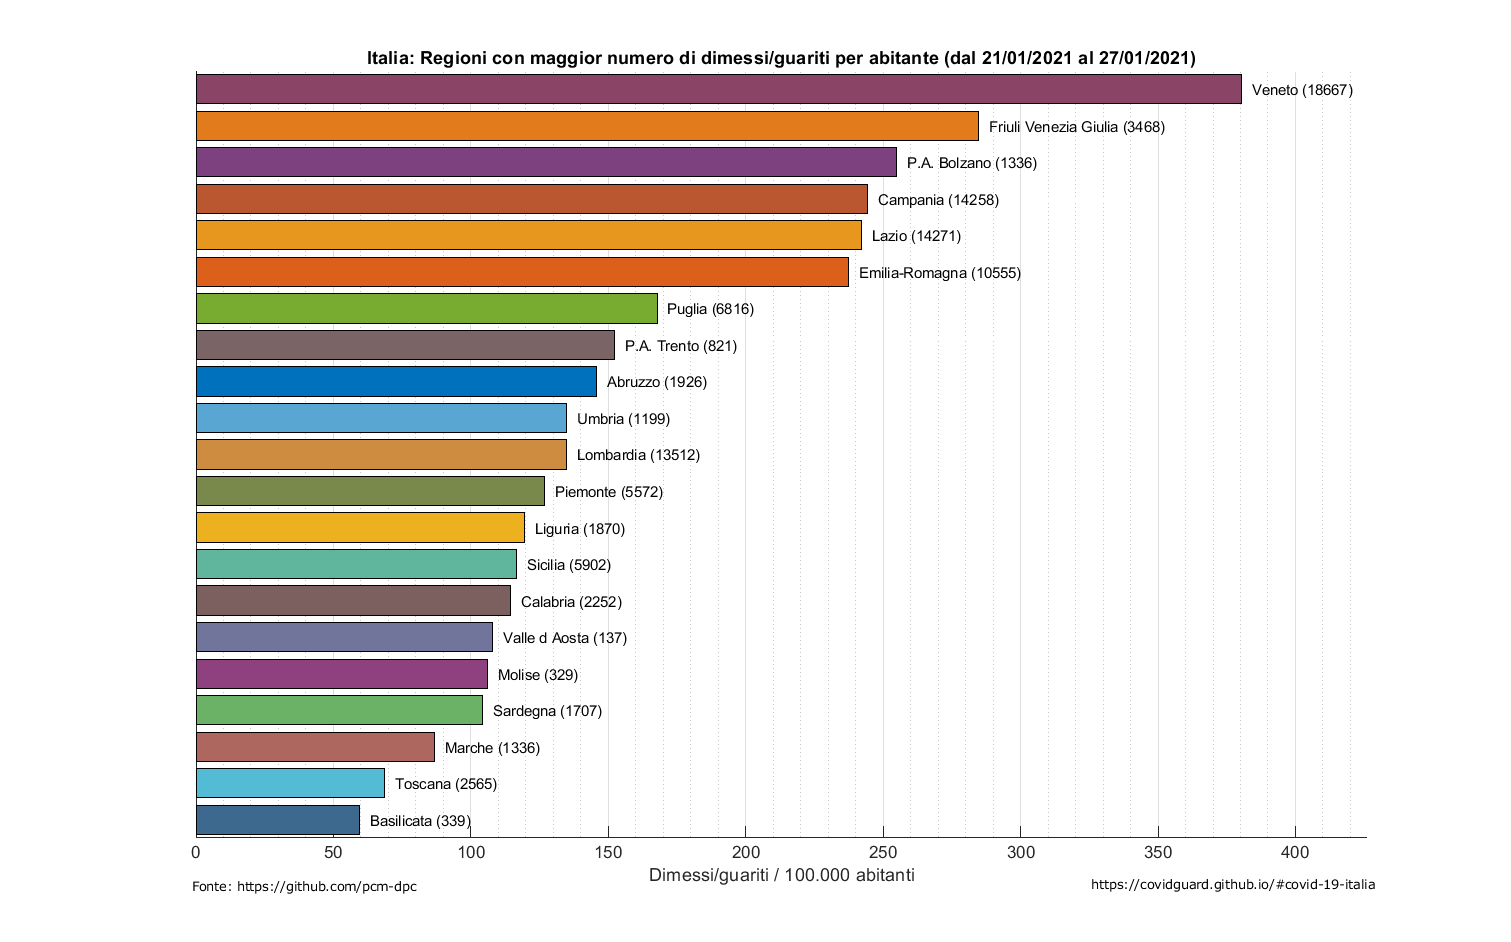 Italia: Regioni con maggior numero di dimessi/guariti per abitante (dal 21/01/2021 al 27/01/2021)
Veneto (18667)
Friuli Venezia Giulia (3468)
P.A. Bolzano (1336)
Campania (14258)
Lazio (14271)
Emilia-Romagna (10555)
Puglia (6816)
P.A. Trento (821)
Abruzzo (1926)
Umbria (1199)
Lombardia (13512)
Piemonte (5572)
Liguria (1870)
Sicilia (5902)
Calabria (2252)
Valle d Aosta (137)
Molise (329)
Sardegna (1707)
Marche (1336)
Toscana (2565)
Basilicata (339)
0 50 100 150 200 250 300 350 400
Dimessi/guariti / 100.000 abitanti
Fonte: https://github.com/pcm-dpc
https://covidguard.github.io/#covid-19-italia